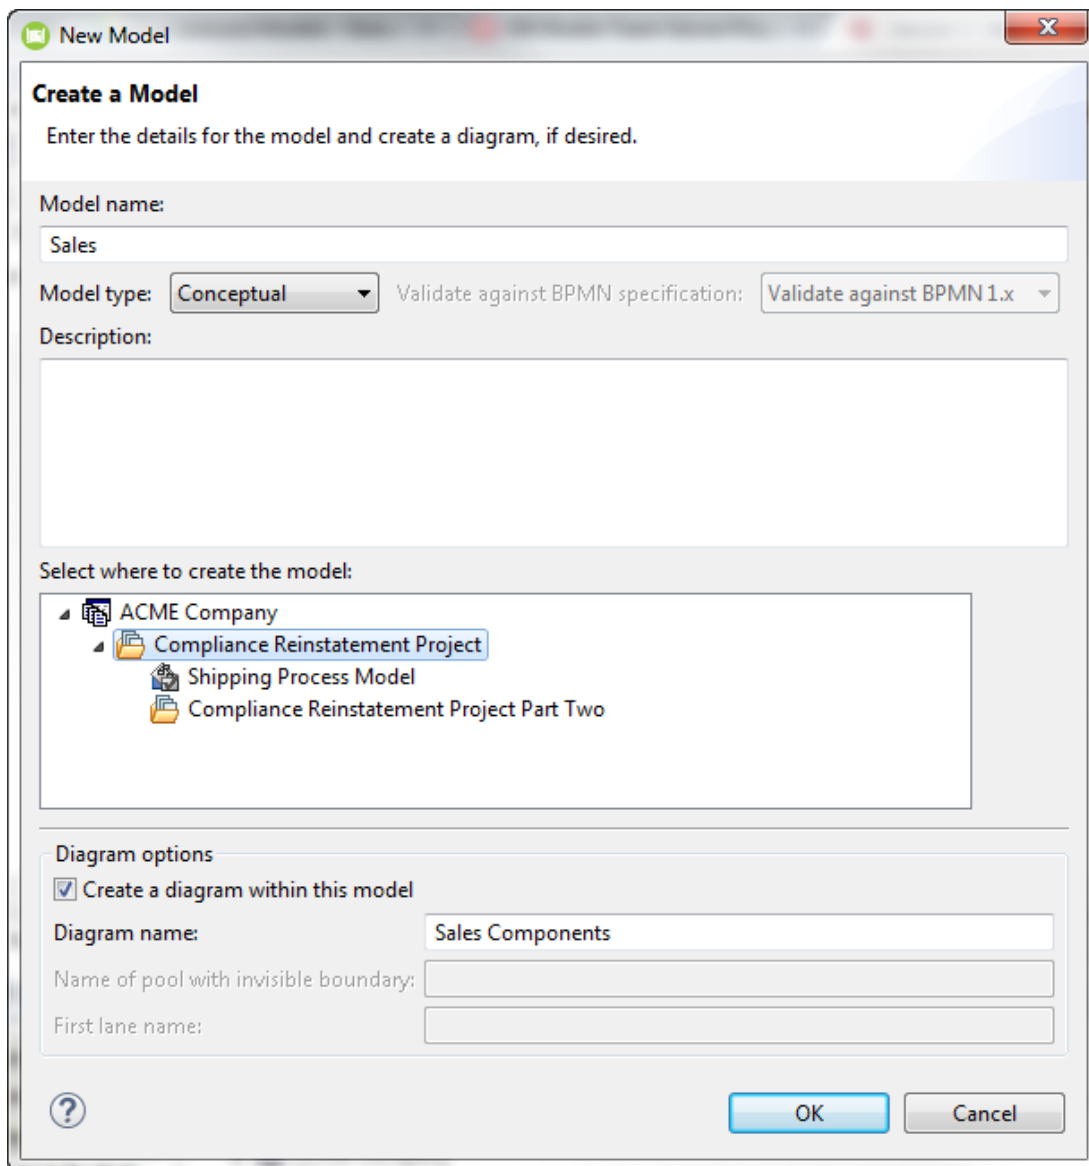 New Model
X
Create a Model
Enter the details for the model and create a diagram, if desired.
Model name:
Sales
Model type: Conceptual Validate against BPMN specification: Validate against BPMN 1.x
Description:
Select where to create the model:
ACME Company
Compliance Reinstatement Project
Shipping Process Model
Compliance Reinstatement Project Part Two
Diagram options
Create a diagram within this model
Diagram name: Sales Components
Name of pool with invisible boundary:
First lane name:
? OK Cancel